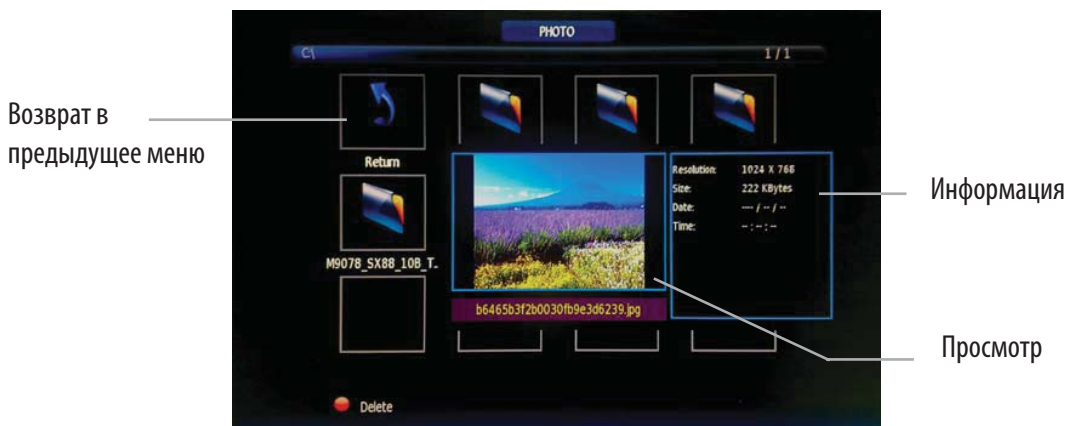 PHOTO
C:\
1 / 1
Возврат в
предыдущее меню
Return
Resolution: 1024 X 768
Size: 222 KBytes
Date: ---- / -- / --
Time: -- : -- : --
Информация
M9078_SX88_10B_T..
b6465b3f2b0030fb9e3d6239.jpg
Просмотр
Delete